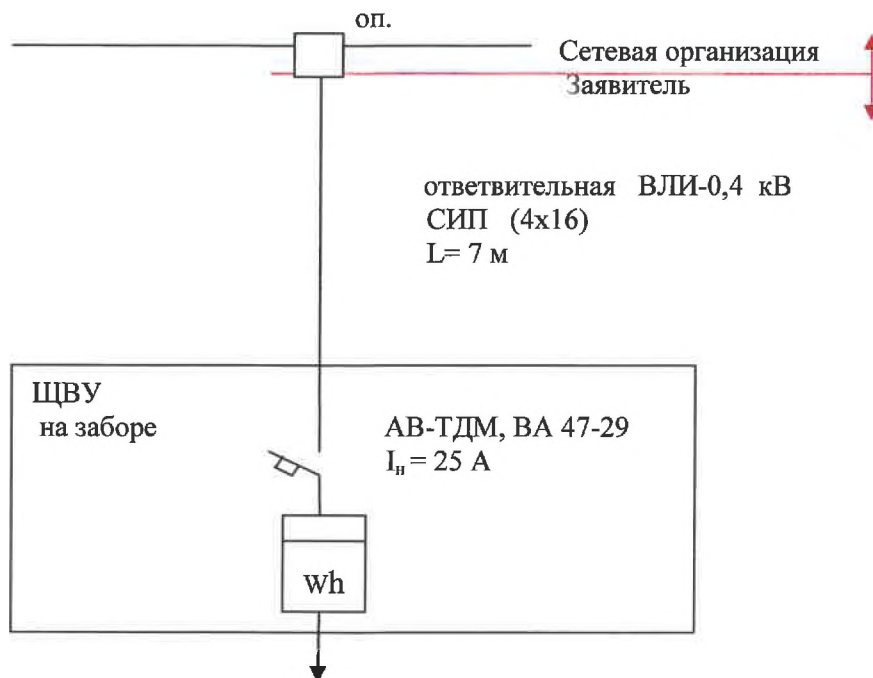 оп.
Сетевая организация
Заявитель
ответвительная ВЛИ-0,4 кВ
СИП (4х16)
L= 7 м
ЩВУ
на заборе
АВ-ТДМ, ВА 47-29
Iн = 25 А
Wh